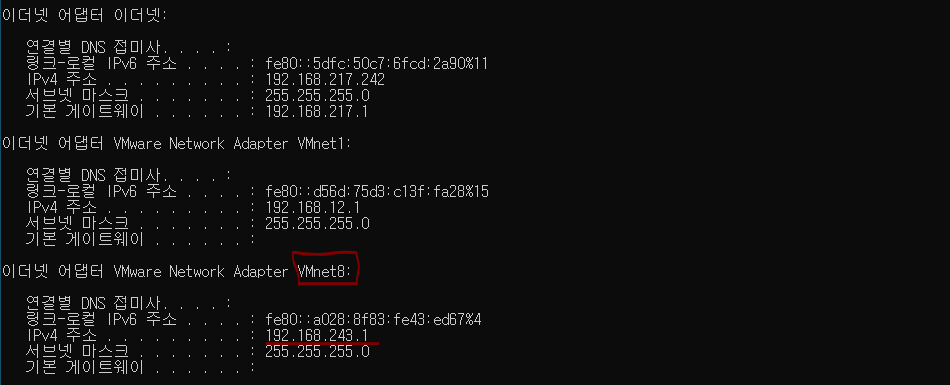 이더넷 어댑터 이더넷:
연결별 DNS 접미사. . . . :
링크-로컬 IPv6 주소 . . . . : fe80::5dfc:50c7:6fcd:2a90%11
IPv4 주소 . . . . . . . . . : 192.168.217.242
서브넷 마스크 . . . . . . . : 255.255.255.0
기본 게이트웨이 . . . . . . : 192.168.217.1
이더넷 어댑터 VMware Network Adapter VMnet1:
연결별 DNS 접미사. . . . :
링크-로컬 IPv6 주소 . . . . : fe80::d56d:75d3:c13f:fa28%15
IPv4 주소 . . . . . . . . . : 192.168.12.1
서브넷 마스크 . . . . . . . : 255.255.255.0
기본 게이트웨이 . . . . . . :
이더넷 어댑터 VMware Network Adapter VMnet8:
연결별 DNS 접미사. . . . :
링크-로컬 IPv6 주소 . . . . : fe80::a028:8f83:fe43:ed67%4
IPv4 주소 . . . . . . . . . : 192.168.243.1
서브넷 마스크 . . . . . . . : 255.255.255.0
기본 게이트웨이 . . . . . . :